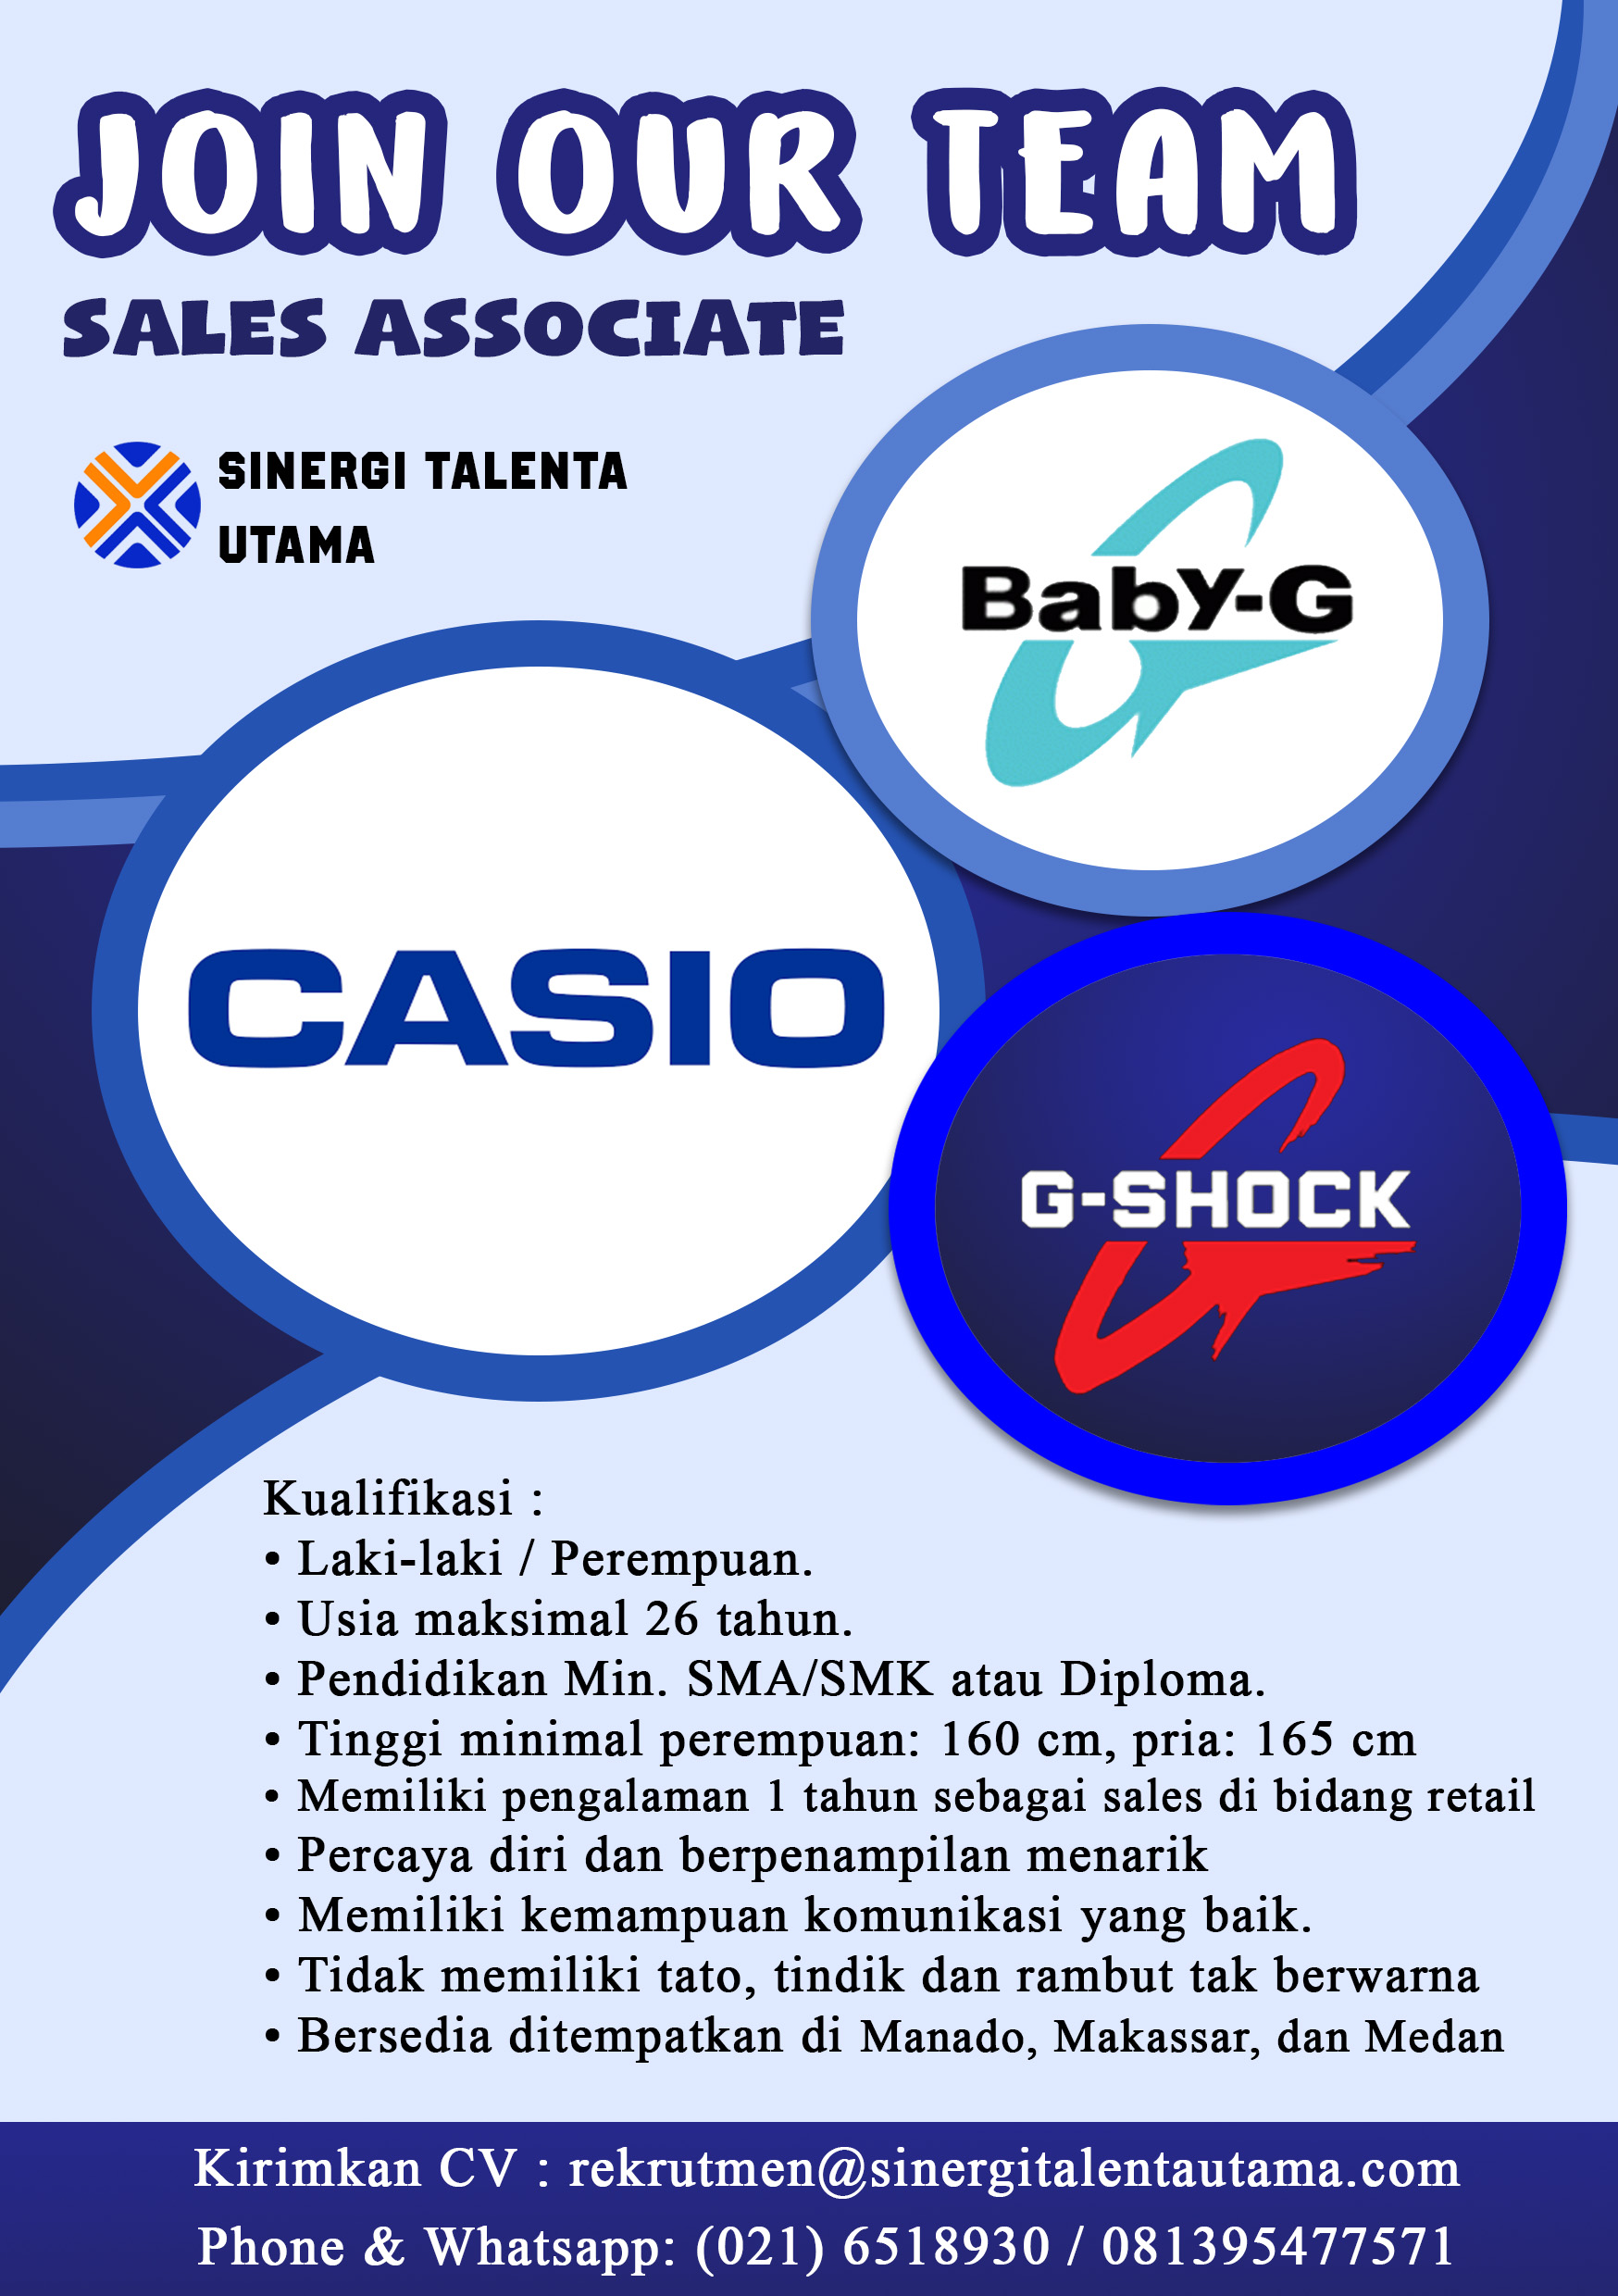 JOIN OUR TEAM
SALES ASSOCIATE
SINERGI TALENTA
UTAMA
Baby-G
CASIO
G-SHOCK
Kualifikasi :
• Laki-laki / Perempuan.
• Usia maksimal 26 tahun.
• Pendidikan Min. SMA/SMK atau Diploma.
• Tinggi minimal perempuan: 160 cm, pria: 165 cm
• Memiliki pengalaman 1 tahun sebagai sales di bidang retail
• Percaya diri dan berpenampilan menarik
• Memiliki kemampuan komunikasi yang baik.
• Tidak memiliki tato, tindik dan rambut tak berwarna
• Bersedia ditempatkan di Manado, Makassar, dan Medan
Kirimkan CV : rekrutmen@sinergitalentautama.com
Phone & Whatsapp: (021) 6518930 / 081395477571